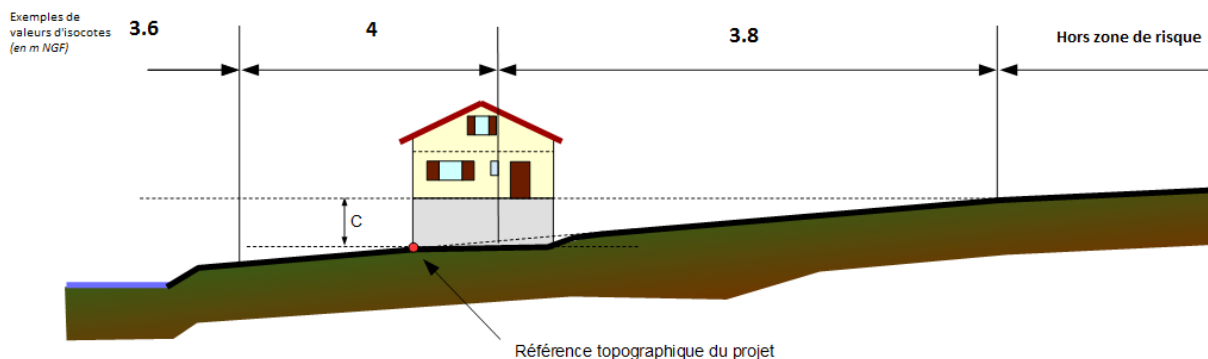 Exemples de
valeurs d'isocotes
(en m NGF)
3.6
4
3.8
Hors zone de risque
C
Référence topographique du projet